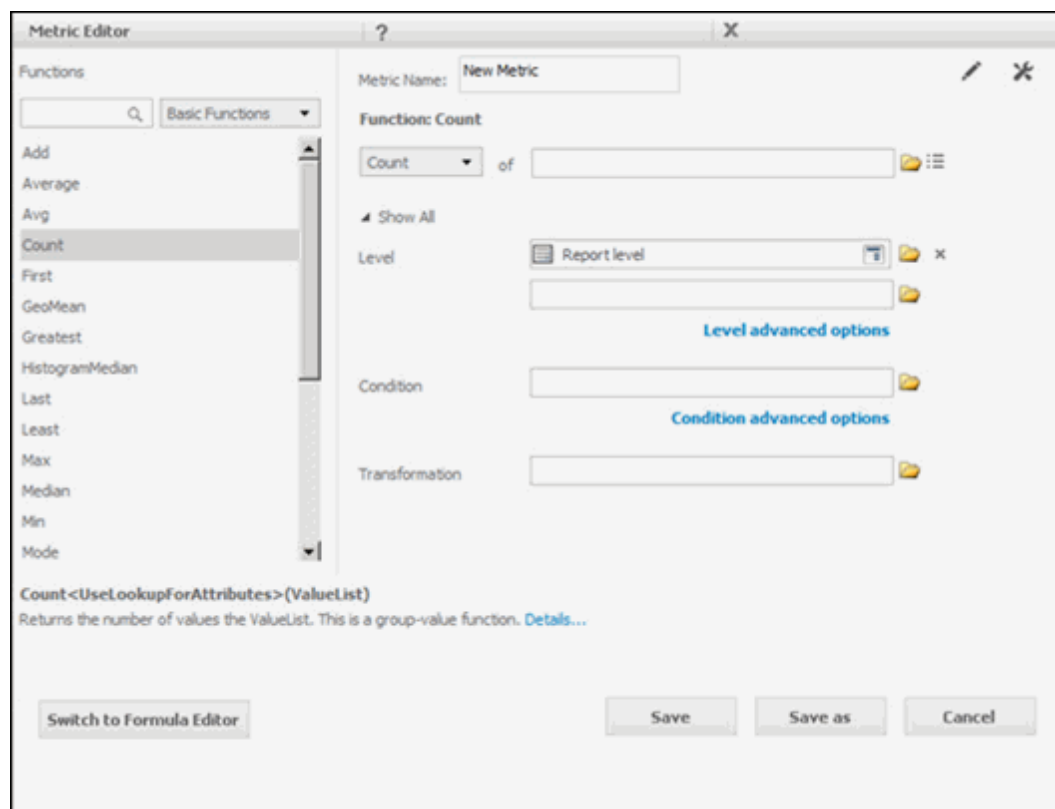 Metric Editor ? X
Functions
Metric Name: New Metric
Basic Functions
Function: Count
Add
Average
Avg
Count
First
GeoMean
Greatest
HistogramMedian
Last
Least
Max
Median
Min
Mode
Count of
Show All
Level Report level
Level advanced options
Condition
Condition advanced options
Transformation
Count<UseLookupForAttributes>(ValueList)
Returns the number of values the ValueList. This is a group-value function. Details...
Switch to Formula Editor Save Save as Cancel